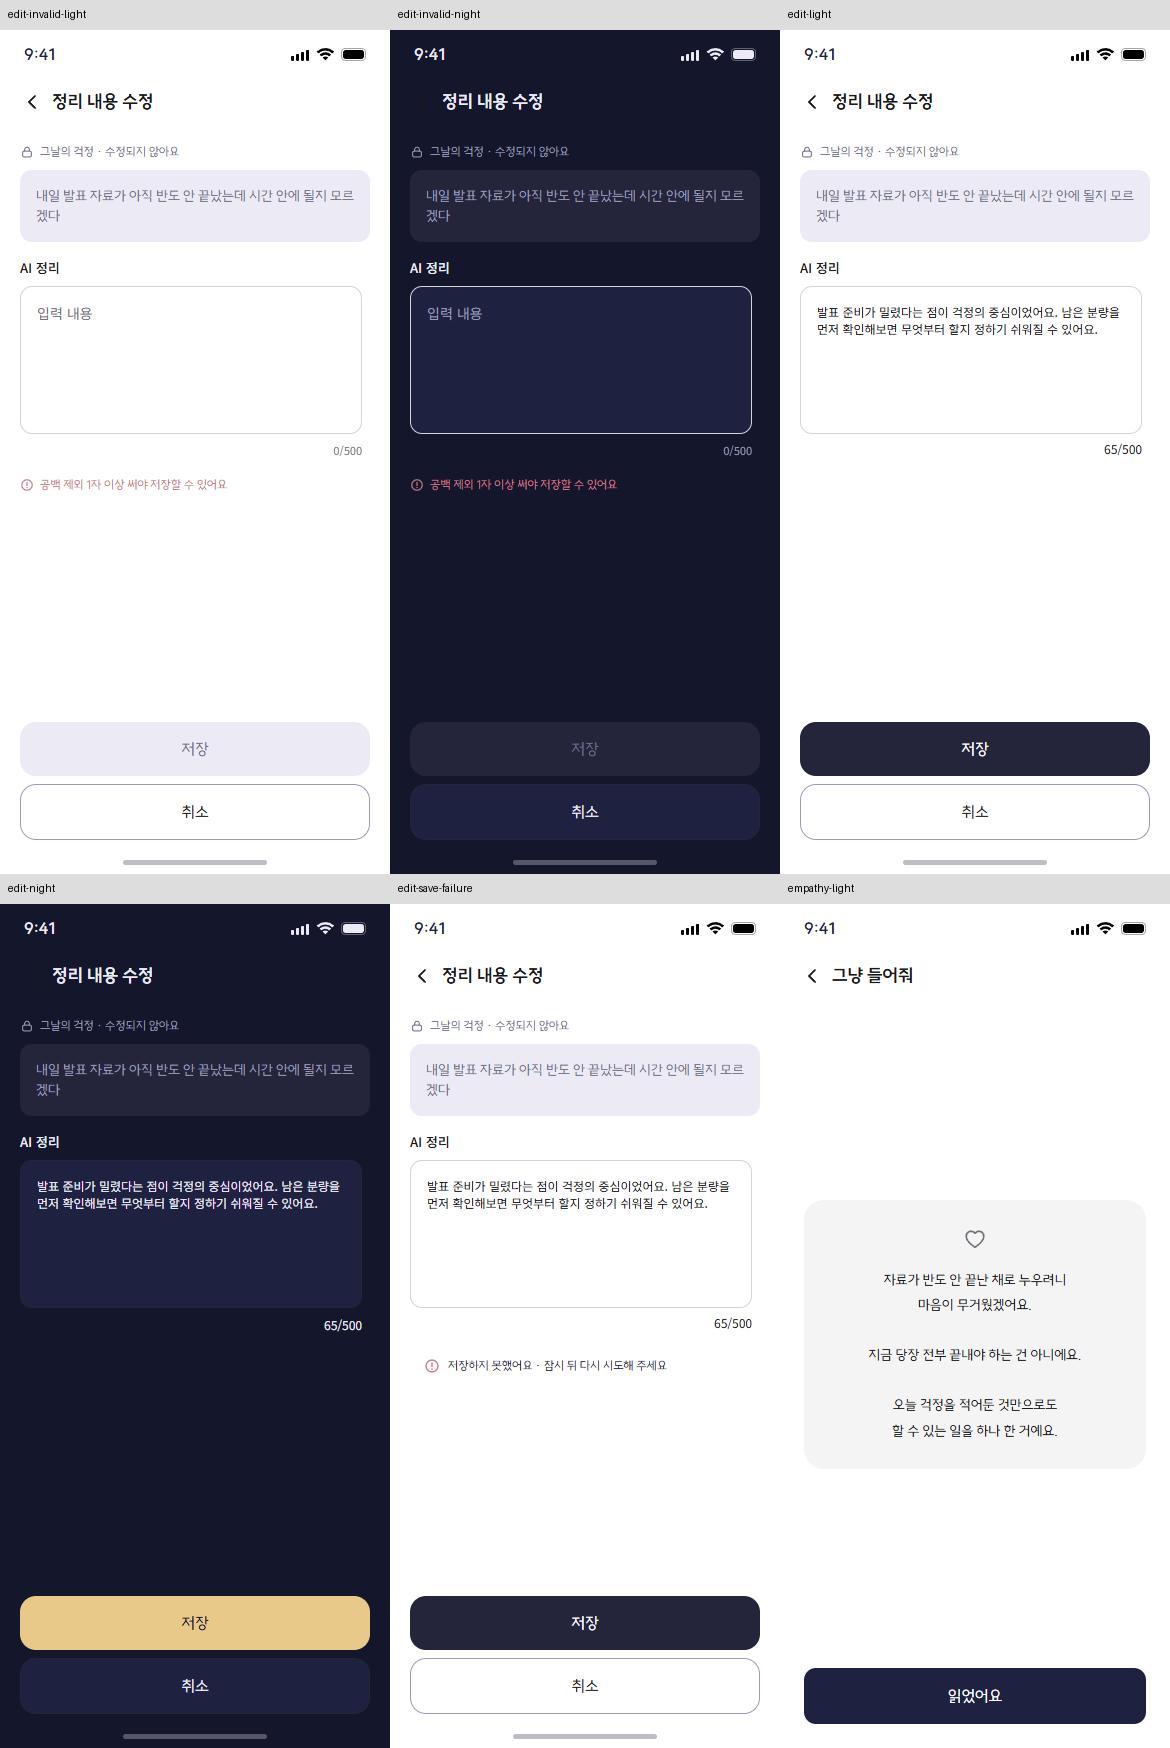 edit-invalid-light
9:41
정리 내용 수정
그날의 걱정 · 수정되지 않아요
내일 발표 자료가 아직 반도 안 끝났는데 시간 안에 될지 모르
겠다
AI 정리
입력 내용
0/500
공백 제외 1자 이상 써야 저장할 수 있어요
저장
취소
edit-invalid-night
9:41
정리 내용 수정
그날의 걱정 · 수정되지 않아요
내일 발표 자료가 아직 반도 안 끝났는데 시간 안에 될지 모르
겠다
AI 정리
입력 내용
0/500
공백 제외 1자 이상 써야 저장할 수 있어요
저장
취소
edit-light
9:41
정리 내용 수정
그날의 걱정 · 수정되지 않아요
내일 발표 자료가 아직 반도 안 끝났는데 시간 안에 될지 모르
겠다
AI 정리
발표 준비가 밀렸다는 점이 걱정의 중심이었어요. 남은 분량을
먼저 확인해보면 무엇부터 할지 정하기 쉬워질 수 있어요.
65/500
저장
취소
edit-night
9:41
정리 내용 수정
그날의 걱정 · 수정되지 않아요
내일 발표 자료가 아직 반도 안 끝났는데 시간 안에 될지 모르
겠다
AI 정리
발표 준비가 밀렸다는 점이 걱정의 중심이었어요. 남은 분량을
먼저 확인해보면 무엇부터 할지 정하기 쉬워질 수 있어요.
65/500
저장
취소
edit-save-failure
9:41
정리 내용 수정
그날의 걱정 · 수정되지 않아요
내일 발표 자료가 아직 반도 안 끝났는데 시간 안에 될지 모르
겠다
AI 정리
발표 준비가 밀렸다는 점이 걱정의 중심이었어요. 남은 분량을
먼저 확인해보면 무엇부터 할지 정하기 쉬워질 수 있어요.
65/500
저장하지 못했어요 · 잠시 뒤 다시 시도해 주세요
저장
취소
empathy-light
9:41
그냥 들어줘
자료가 반도 안 끝난 채로 누우려니
마음이 무거웠겠어요.
지금 당장 전부 끝내야 하는 건 아니에요.
오늘 걱정을 적어둔 것만으로도
할 수 있는 일을 하나 한 거예요.
읽었어요